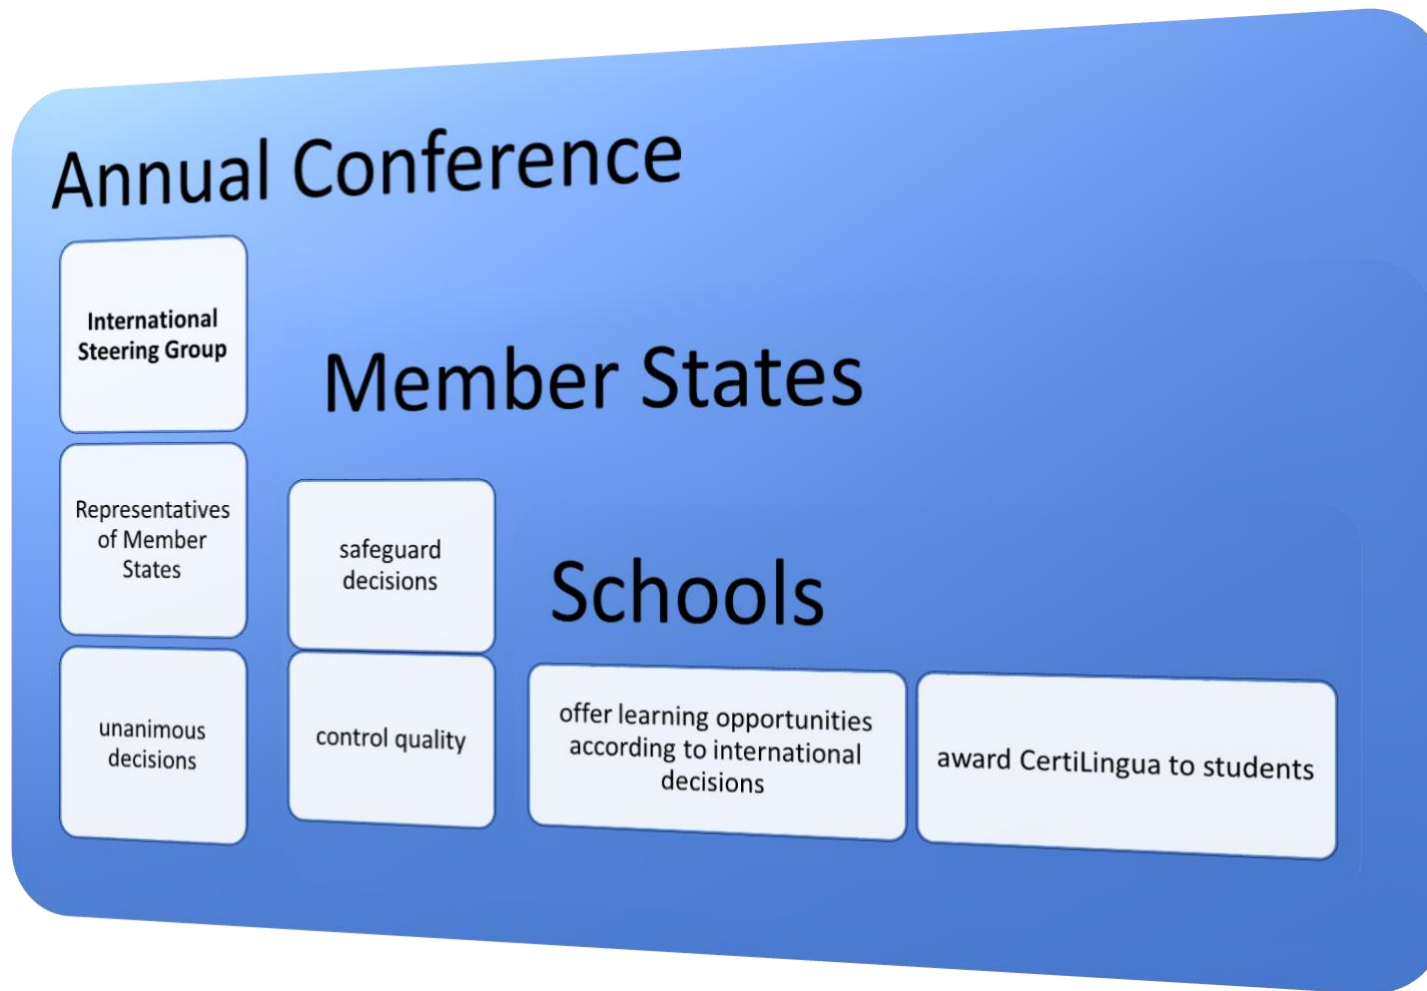 Annual Conference
International
Steering Group
Representatives
of Member
States
unanimous
decisions
Member States
safeguard
decisions
control quality
Schools
offer learning opportunities
according to international
decisions
award CertiLingua to students